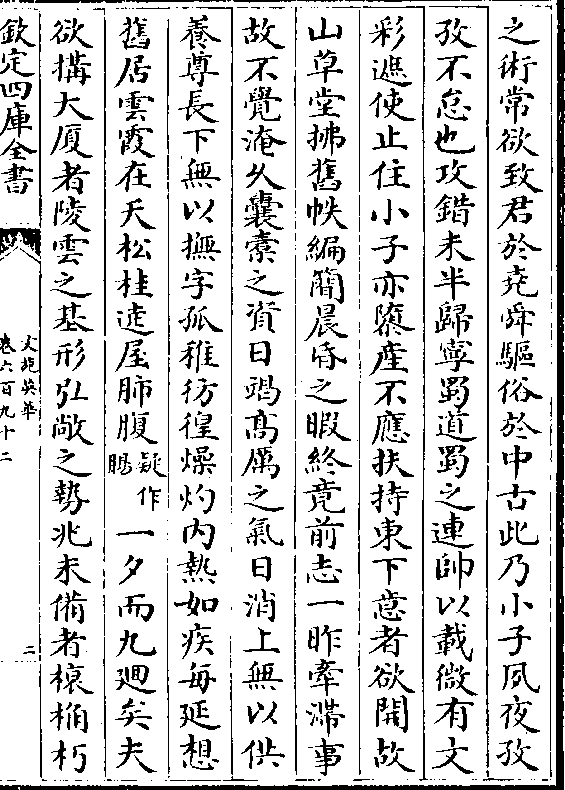 之術常欲致君於堯舜驅俗於中古此乃小子夙夜孜
孜不怠也攻錯未半歸寧蜀道蜀之連帥以載微有文
彩遮使止住小子亦糵產不應扶持東下意者欲開故
山草堂拂舊帙編簡晨昏之暇終竟前志一昨牽滯事
故不覺淹久囊橐之資日竭高厲之氣日消上無以供
養尊長下無以撫字孤稚彷徨燥灼內熱如疾每延想
舊居雲霞在天松桂遶屋肺腹疑作腸一夕而九廻矣夫
欲搆大厦者陵雲之基形弘敞之勢兆未備者榱桷朽
欽定四庫全書
文苑英華
卷六百九十二
二